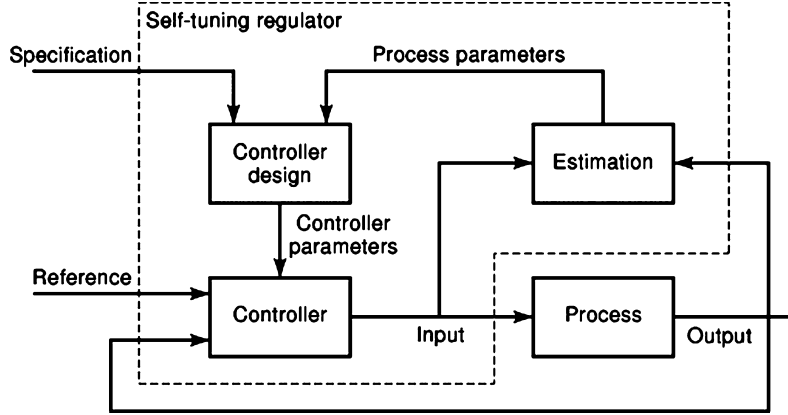 Self-tuning regulator
Specification
Process parameters
Controller
design
Estimation
Controller
parameters
Reference
Controller
Input
Process
Output